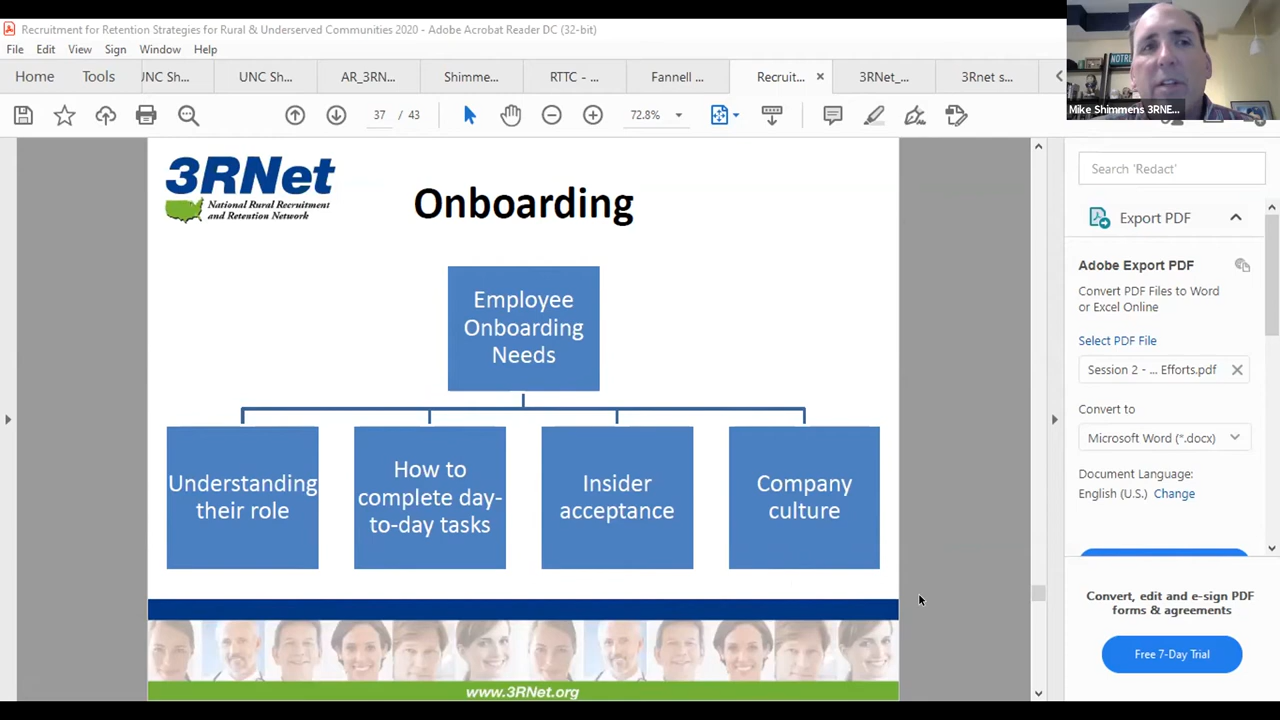 Recruitment for Retention Strategies for Rural & Underserved Communities 2020 - Adobe Acrobat Reader DC (32-bit)
File Edit View Sign Window Help
Home Tools UNC Sh... UNC Sh... AR_3RN... Shimme... RTTC - ... Fannell ... Recruit... × 3RNet_... 3RNet s...
37 / 43 72.8%
NOTRE
Mike Shimmens 3RNE...
3RNet
National Rural Recruitment
and Retention Network
Onboarding
Employee
Onboarding
Needs
Understanding
their role
How to
complete day-
to-day tasks
Insider
acceptance
Company
culture
www.3RNet.org
Search 'Redact'
Export PDF
Adobe Export PDF
Convert PDF Files to Word
or Excel Online
Select PDF File
Session 2 - ... Efforts.pdf
Convert to
Microsoft Word (*.docx)
Document Language:
English (U.S.) Change
Convert, edit and e-sign PDF
forms & agreements
Free 7-Day Trial